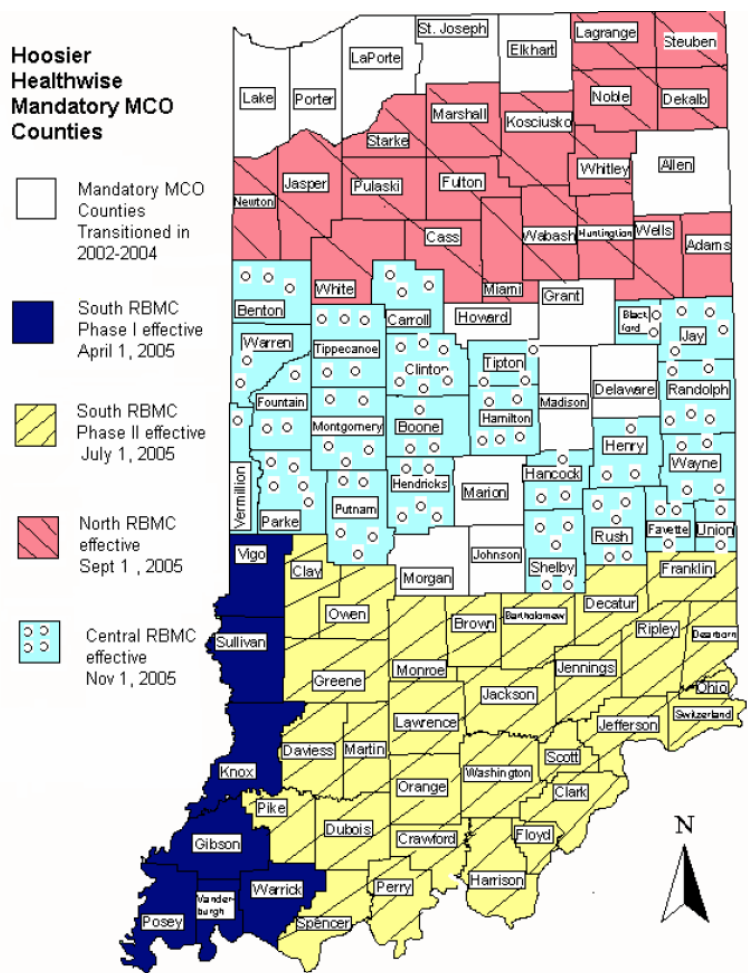 Hoosier
Healthwise
Mandatory MCO
Counties
Mandatory MCO
Counties
Transitioned in
2002-2004
South RBMC
Phase I effective
April 1, 2005
South RBMC
Phase II effective
July 1, 2005
North RBMC
effective
Sept 1 , 2005
Central RBMC
effective
Nov 1, 2005
St. Joseph
Lagrange
Steuben
LaPorte
Elkhart
Lake
Porter
Noble
Dekalb
Marshall
Kosciusko
Starke
Whitley
Allen
Jasper
Pulaski
Fulton
Newton
Wabash
Huntington
Wells
Adams
Cass
White
Miami
Grant
Benton
Carroll
Howard
Black
ford
Jay
Warren
Tippecanoe
Clinton
Tipton
Fountain
Montgomery
Boone
Hamilton
Madison
Delaware
Randolph
Henry
Wayne
Vermillion
Parke
Putnam
Hendricks
Marion
Hancock
Rush
Fayette
Union
Vigo
Clay
Morgan
Johnson
Shelby
Franklin
Owen
Brown
Bartholomew
Decatur
Sullivan
Ripley
Dearborn
Greene
Monroe
Jennings
Ohio
Jackson
Lawrence
Switzerland
Jefferson
Daviess
Martin
Knox
Washington
Scott
Orange
Clark
Pike
Dubois
Crawford
Floyd
Gibson
Harrison
Warrick
Perry
Vander-
burgh
Posey
Spencer
N